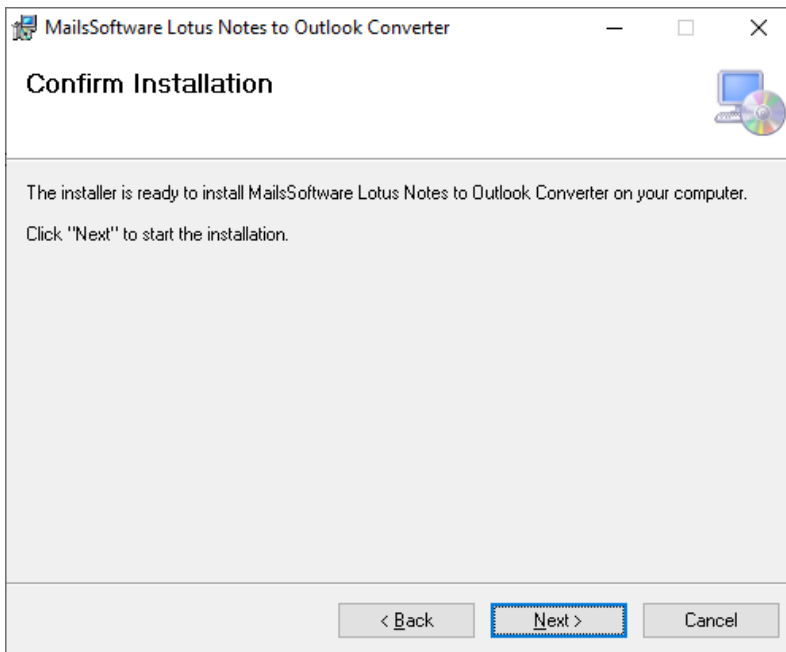 MailsSoftware Lotus Notes to Outlook Converter
Confirm Installation
The installer is ready to install MailsSoftware Lotus Notes to Outlook Converter on your computer.
Click "Next" to start the installation.
< Back
Next >
Cancel